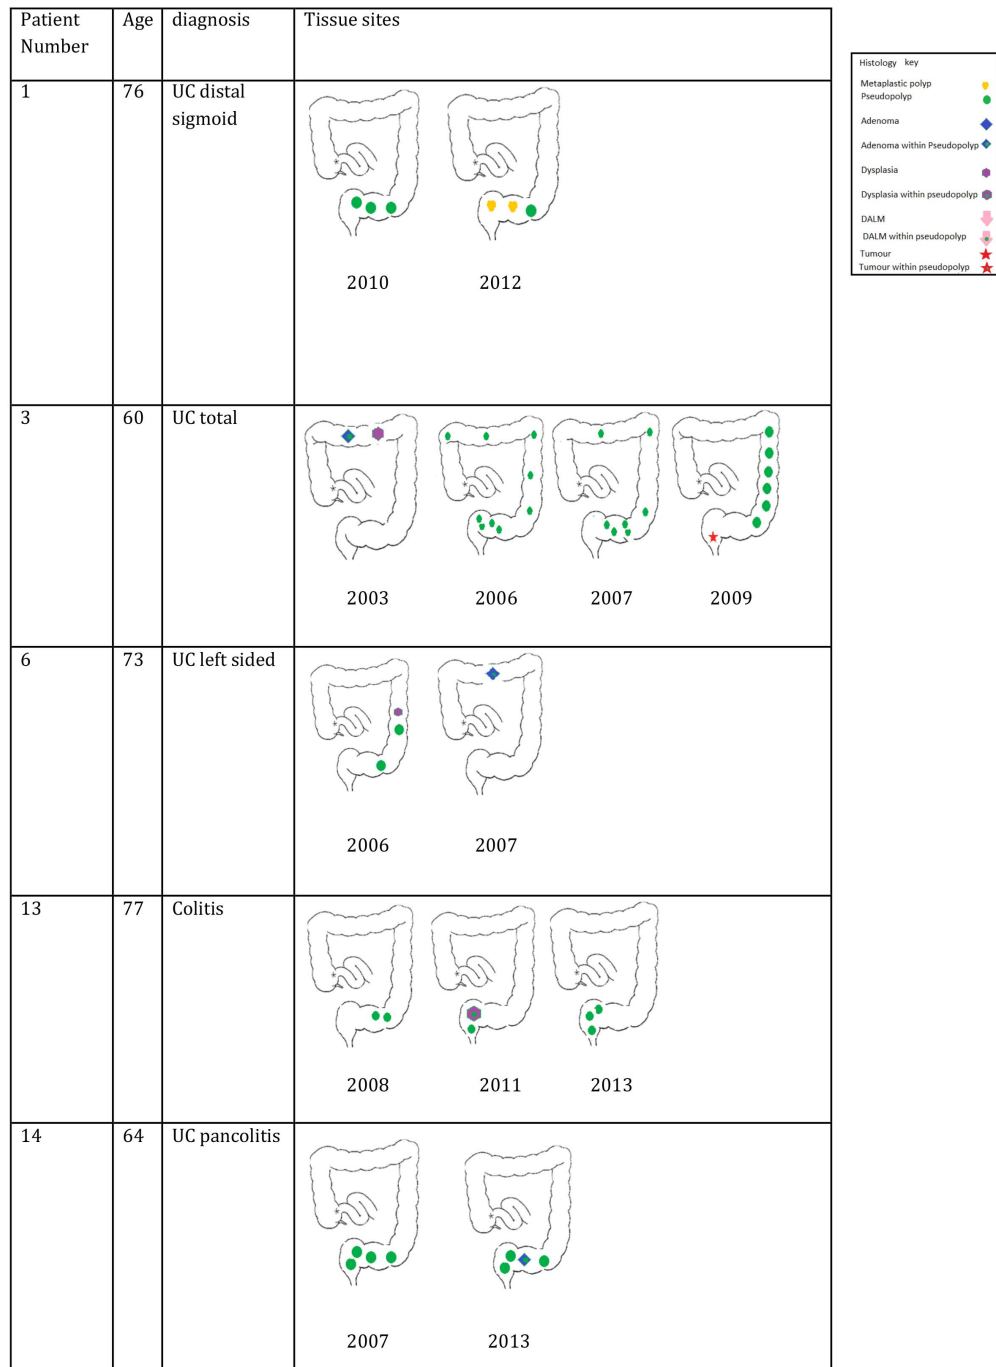 Patient Number
Age
diagnosis
Tissue sites
Histology key
Metaplastic polyp
Pseudopolyp
Adenoma
Adenoma within Pseudopolyp
Dysplasia
Dysplasia within pseudopolyp
DALM
DALM within pseudopolyp
Tumour
Tumour within pseudopolyp
1
76
UC distal
sigmoid
2010
2012
3
60
UC total
2003
2006
2007
2009
6
73
UC left sided
2006
2007
13
77
Colitis
2008
2011
2013
14
64
UC pancolitis
2007
2013